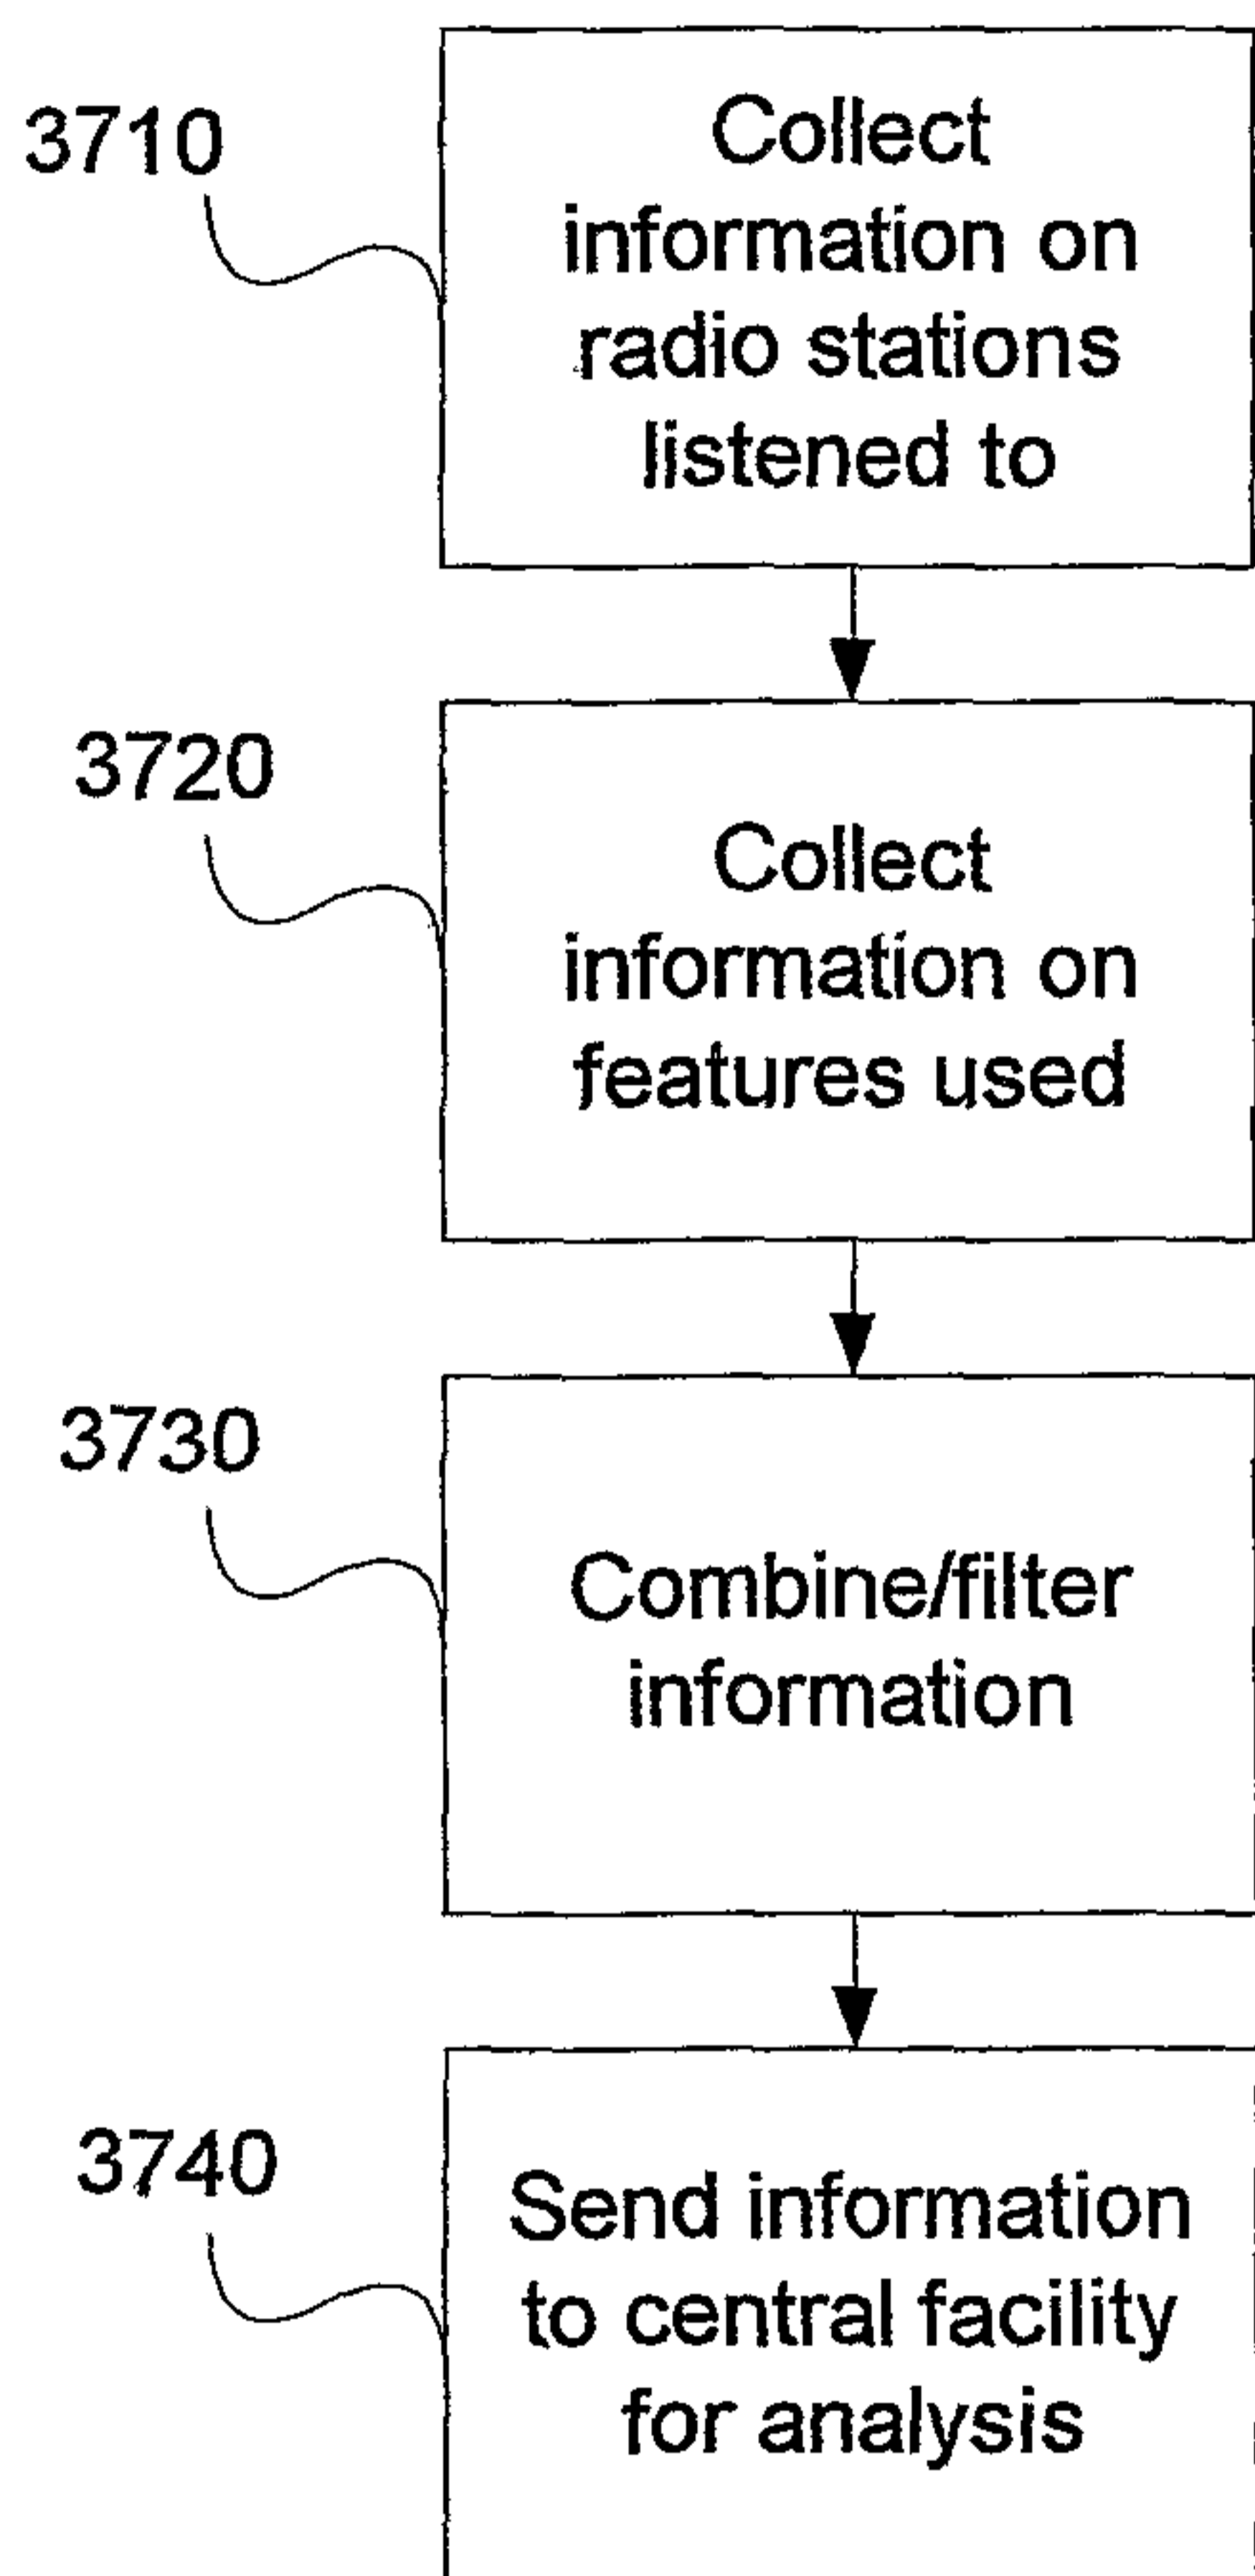 3710
Collect
information on
radio stations
listened to
3720
Collect
information on
features used
3730
Combine/filter
information
3740
Send information
to central facility
for analysis